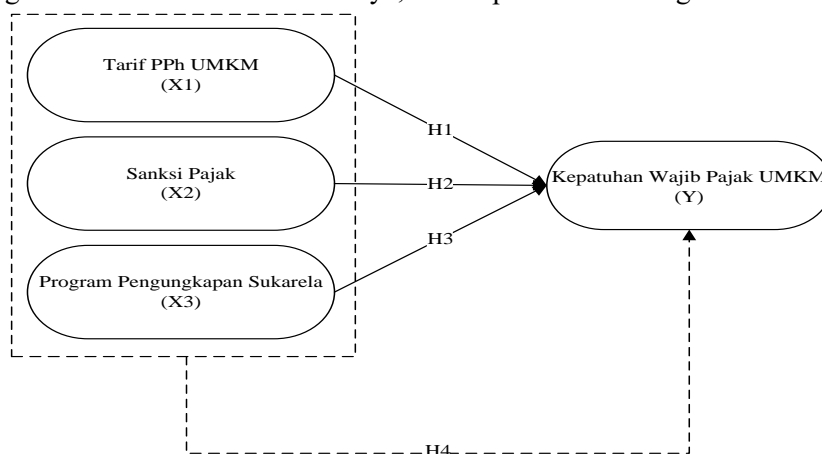 Tarif PPh UMKM
(X1)
H1
Sanksi Pajak
(X2)
H2
Kepatuhan Wajib Pajak UMKM
(Y)
H3
Program Pengungkapan Sukarela
(X3)
H4